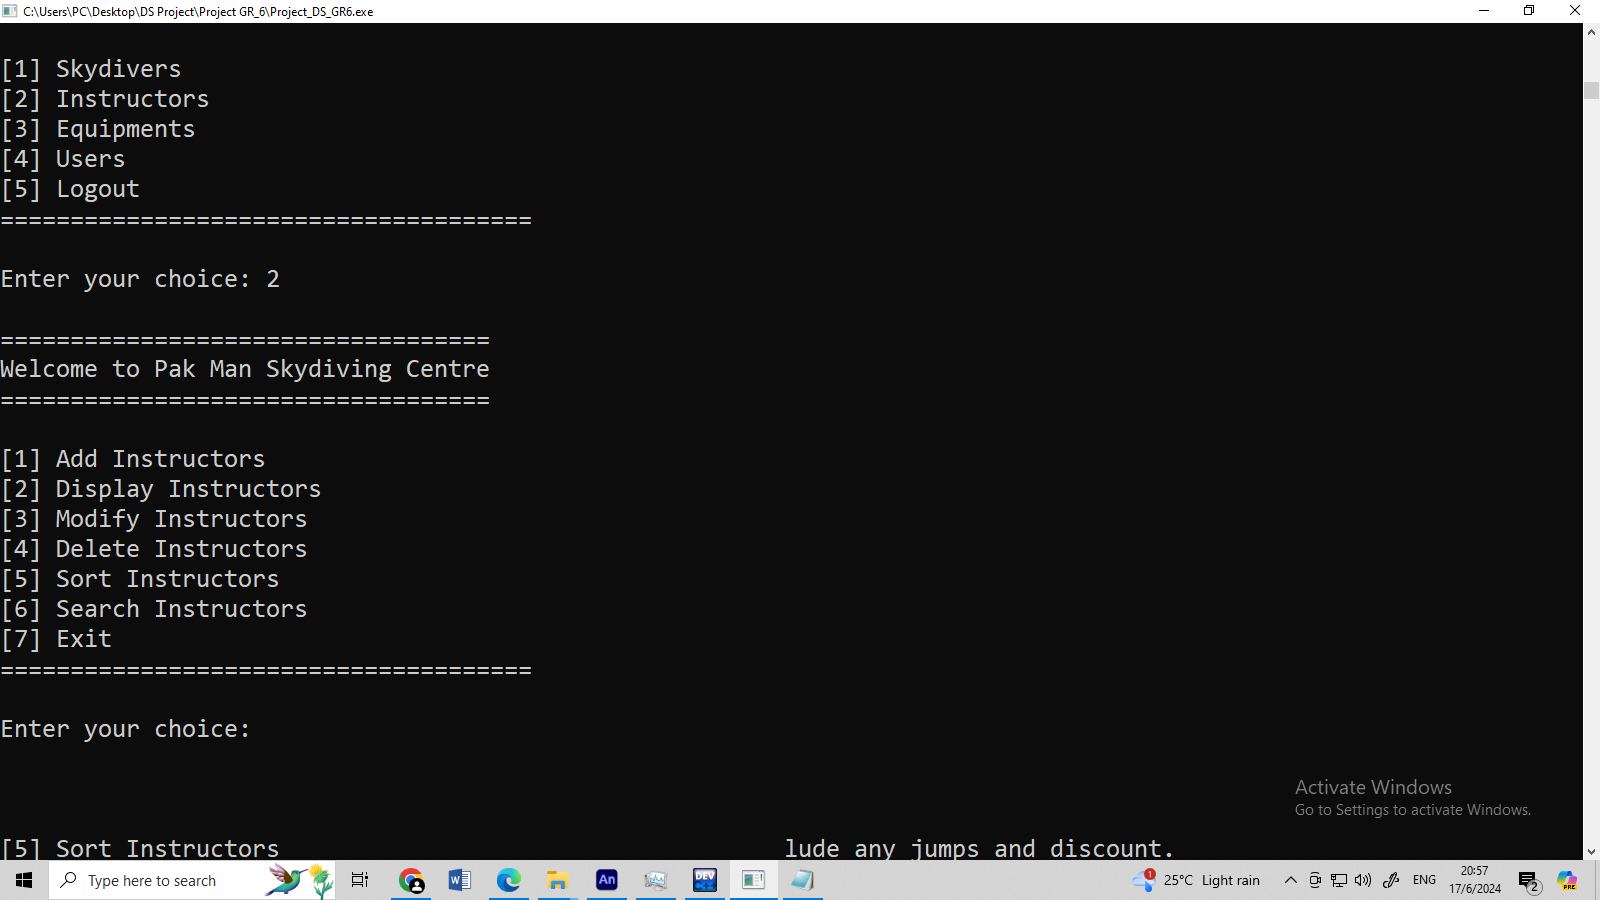 C:\Users\PC\Desktop\DS Project\Project GR_6\Project_DS_GR6.exe
[1] Skydivers
[2] Instructors
[3] Equipments
[4] Users
[5] Logout
======================================
Enter your choice: 2
===================================
Welcome to Pak Man Skydiving Centre
===================================
[1] Add Instructors
[2] Display Instructors
[3] Modify Instructors
[4] Delete Instructors
[5] Sort Instructors
[6] Search Instructors
[7] Exit
======================================
Enter your choice:
Activate Windows
Go to Settings to activate Windows.
[5] Sort Instructors lude any jumps and discount.
Type here to search
An
DEV
1
25°C Light rain
ENG
20:57
17/6/2024
2
PRE